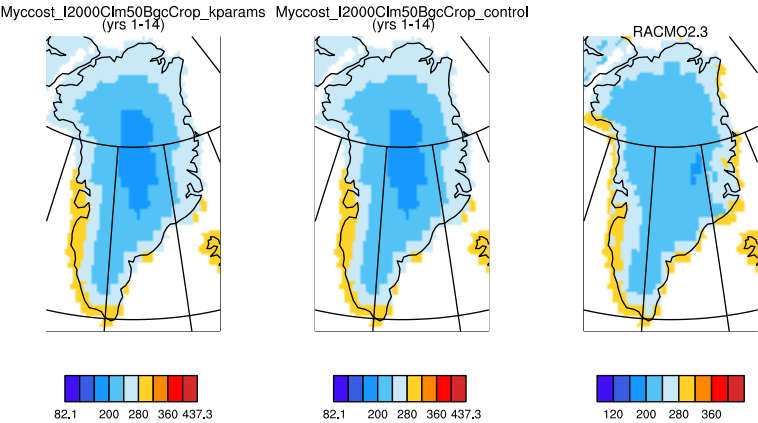 Myccost_I2000Clm50BgcCrop_kparams
(yrs 1-14)
Myccost_I2000Clm50BgcCrop_control
(yrs 1-14)
RACMO2.3
82.1 200 280 360 437.3
82.1 200 280 360 437.3
120 200 280 360